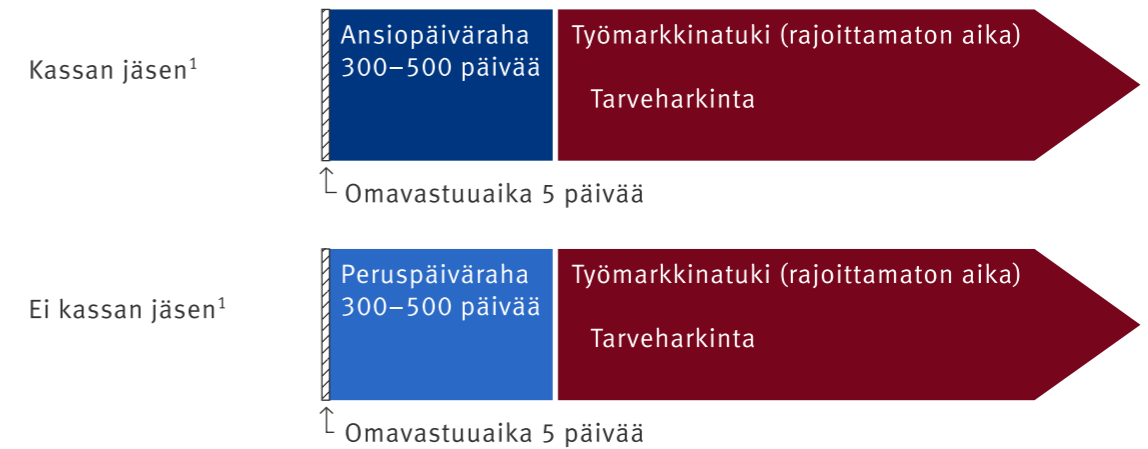 Kassan jäsen¹
Ansiopäiväraha
300–500 päivää
Työmarkkinatuki (rajoittamaton aika)
Tarveharkinta
Omavastuuaika 5 päivää
Ei kassan jäsen¹
Peruspäiväraha
300–500 päivää
Työmarkkinatuki (rajoittamaton aika)
Tarveharkinta
Omavastuuaika 5 päivää